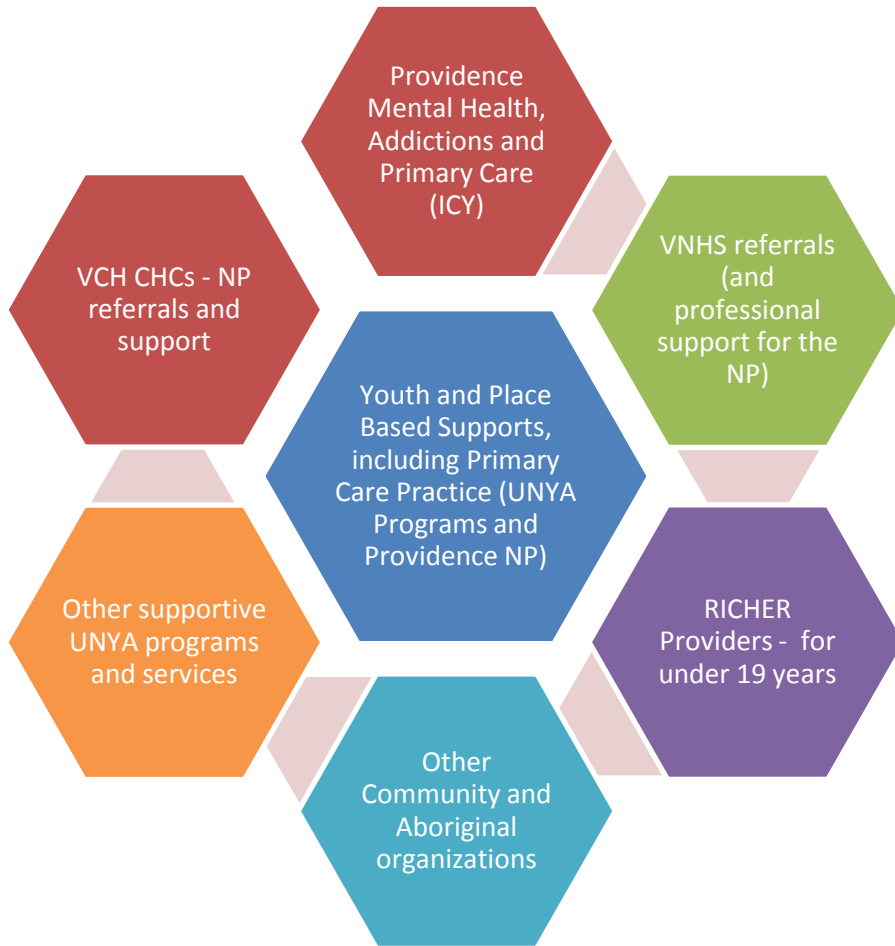 Providence
Mental Health,
Addictions and
Primary Care
(ICY)
VNHS referrals
(and
professional
support for the
NP)
RICHER
Providers -  for
under 19 years
Other
Community and
Aboriginal
organizations
Other supportive
UNYA programs
and services
VCH CHCs - NP
referrals and
support
Youth and Place
Based Supports,
including Primary
Care Practice (UNYA
Programs and
Providence NP)